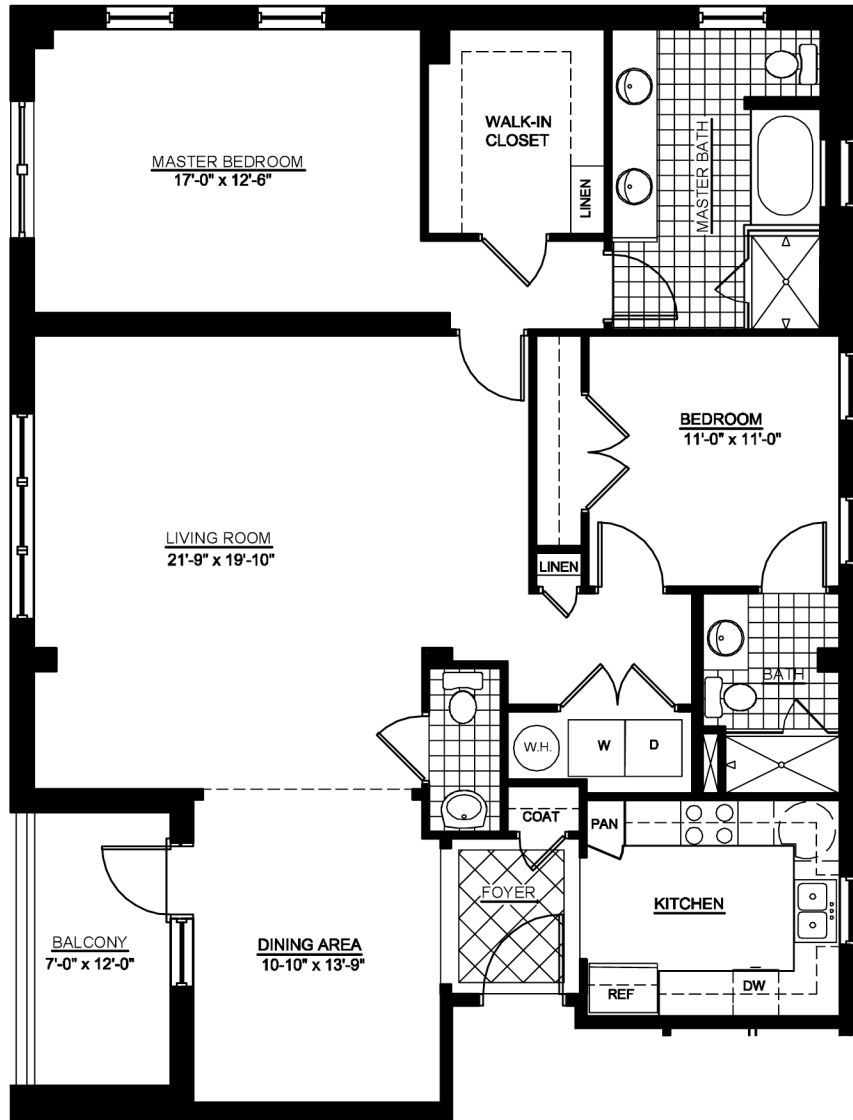 WALK-IN
CLOSET
LINEN
MASTER BATH
MASTER BEDROOM
17'-0" x 12'-6"
BEDROOM
11'-0" x 11'-0"
LIVING ROOM
21'-9" x 19'-10"
LINEN
BATH
W.H.
W
D
COAT
PAN
FOYER
KITCHEN
BALCONY
7'-0" x 12'-0"
DINING AREA
10-10" x 13'-9"
REF
DW